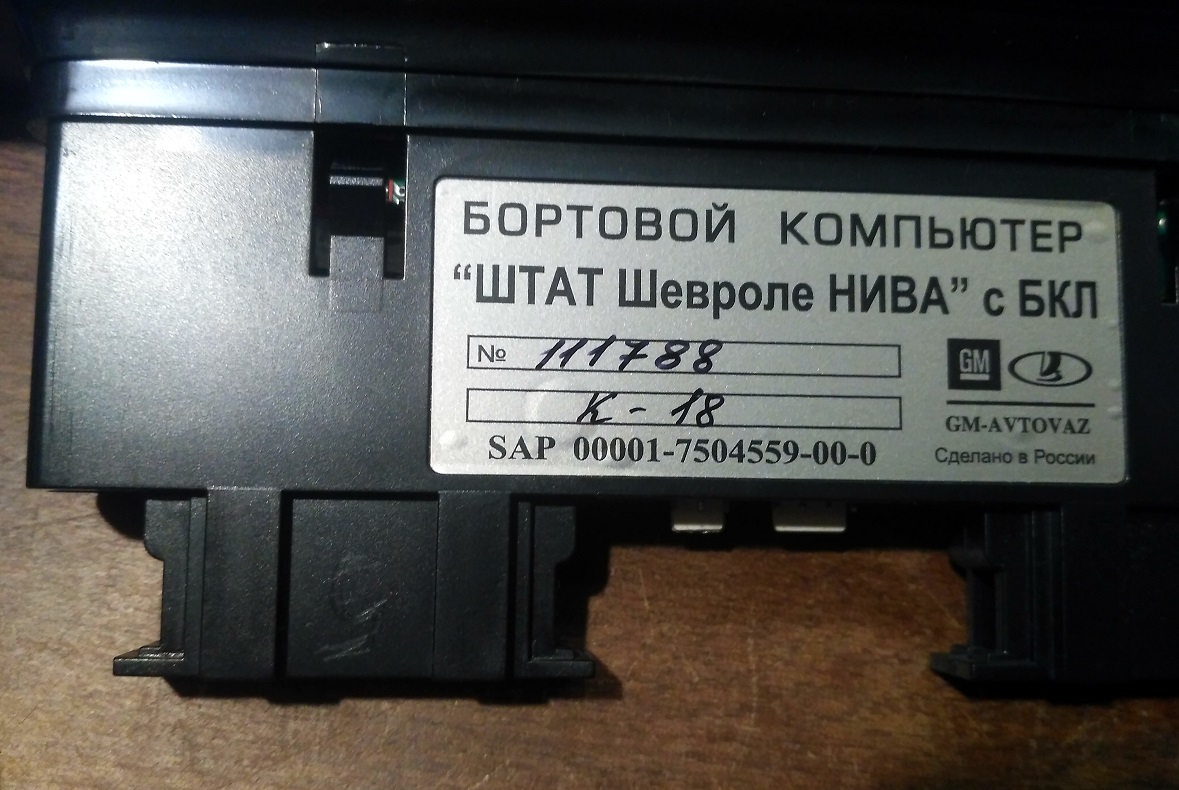 БОРТОВОЙ КОМПЬЮТЕР
“ШТАТ Шевроле НИВА” с БКЛ
№ 111788
К - 18
GM
SAP 00001-7504559-00-0
GM-AVTOVAZ
Сделано в России